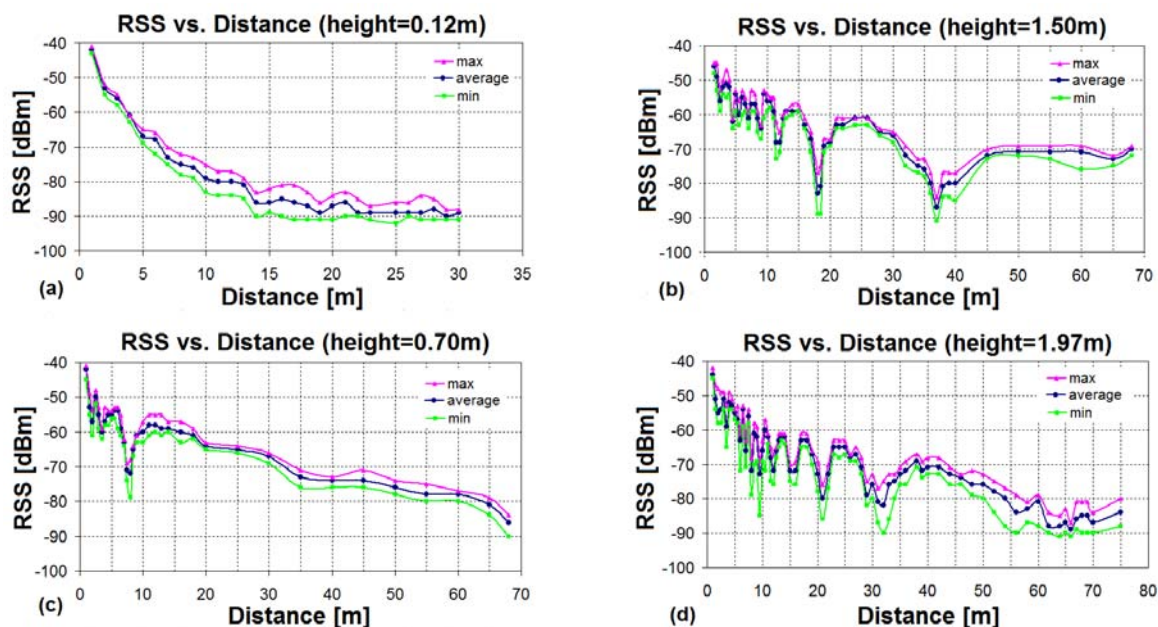 RSS vs. Distance (height=0.12m)
RSS [dBm]
-40
-50
-60
-70
-80
-90
-100
max
average
min
0 5 10 15 20 25 30 35
(a) Distance [m]
RSS vs. Distance (height=1.50m)
RSS [dBm]
-40
-50
-60
-70
-80
-90
-100
max
average
min
0 10 20 30 40 50 60 70
(b) Distance [m]
RSS vs. Distance (height=0.70m)
RSS [dBm]
-40
-50
-60
-70
-80
-90
-100
max
average
min
0 10 20 30 40 50 60 70
(c) Distance [m]
RSS vs. Distance (height=1.97m)
RSS [dBm]
-40
-50
-60
-70
-80
-90
-100
max
average
min
0 10 20 30 40 50 60 70 80
(d) Distance [m]